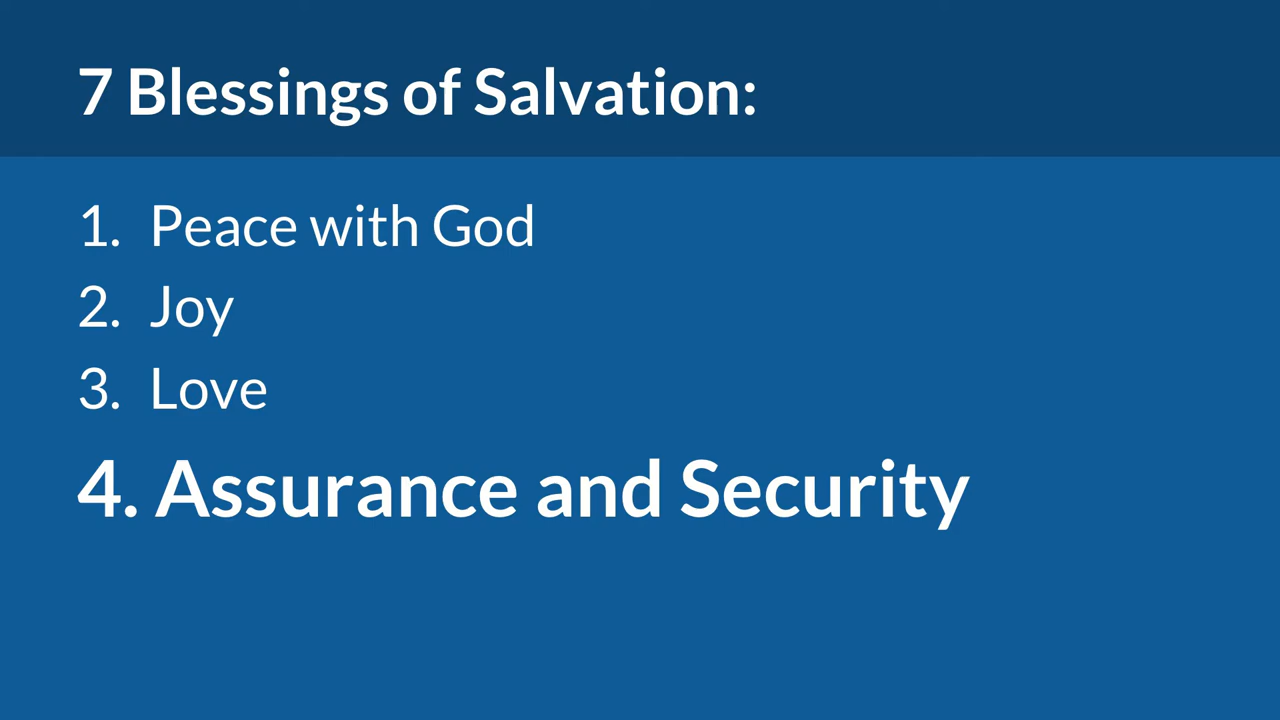 7 Blessings of Salvation:
1. Peace with God
2. Joy
3. Love
4. Assurance and Security